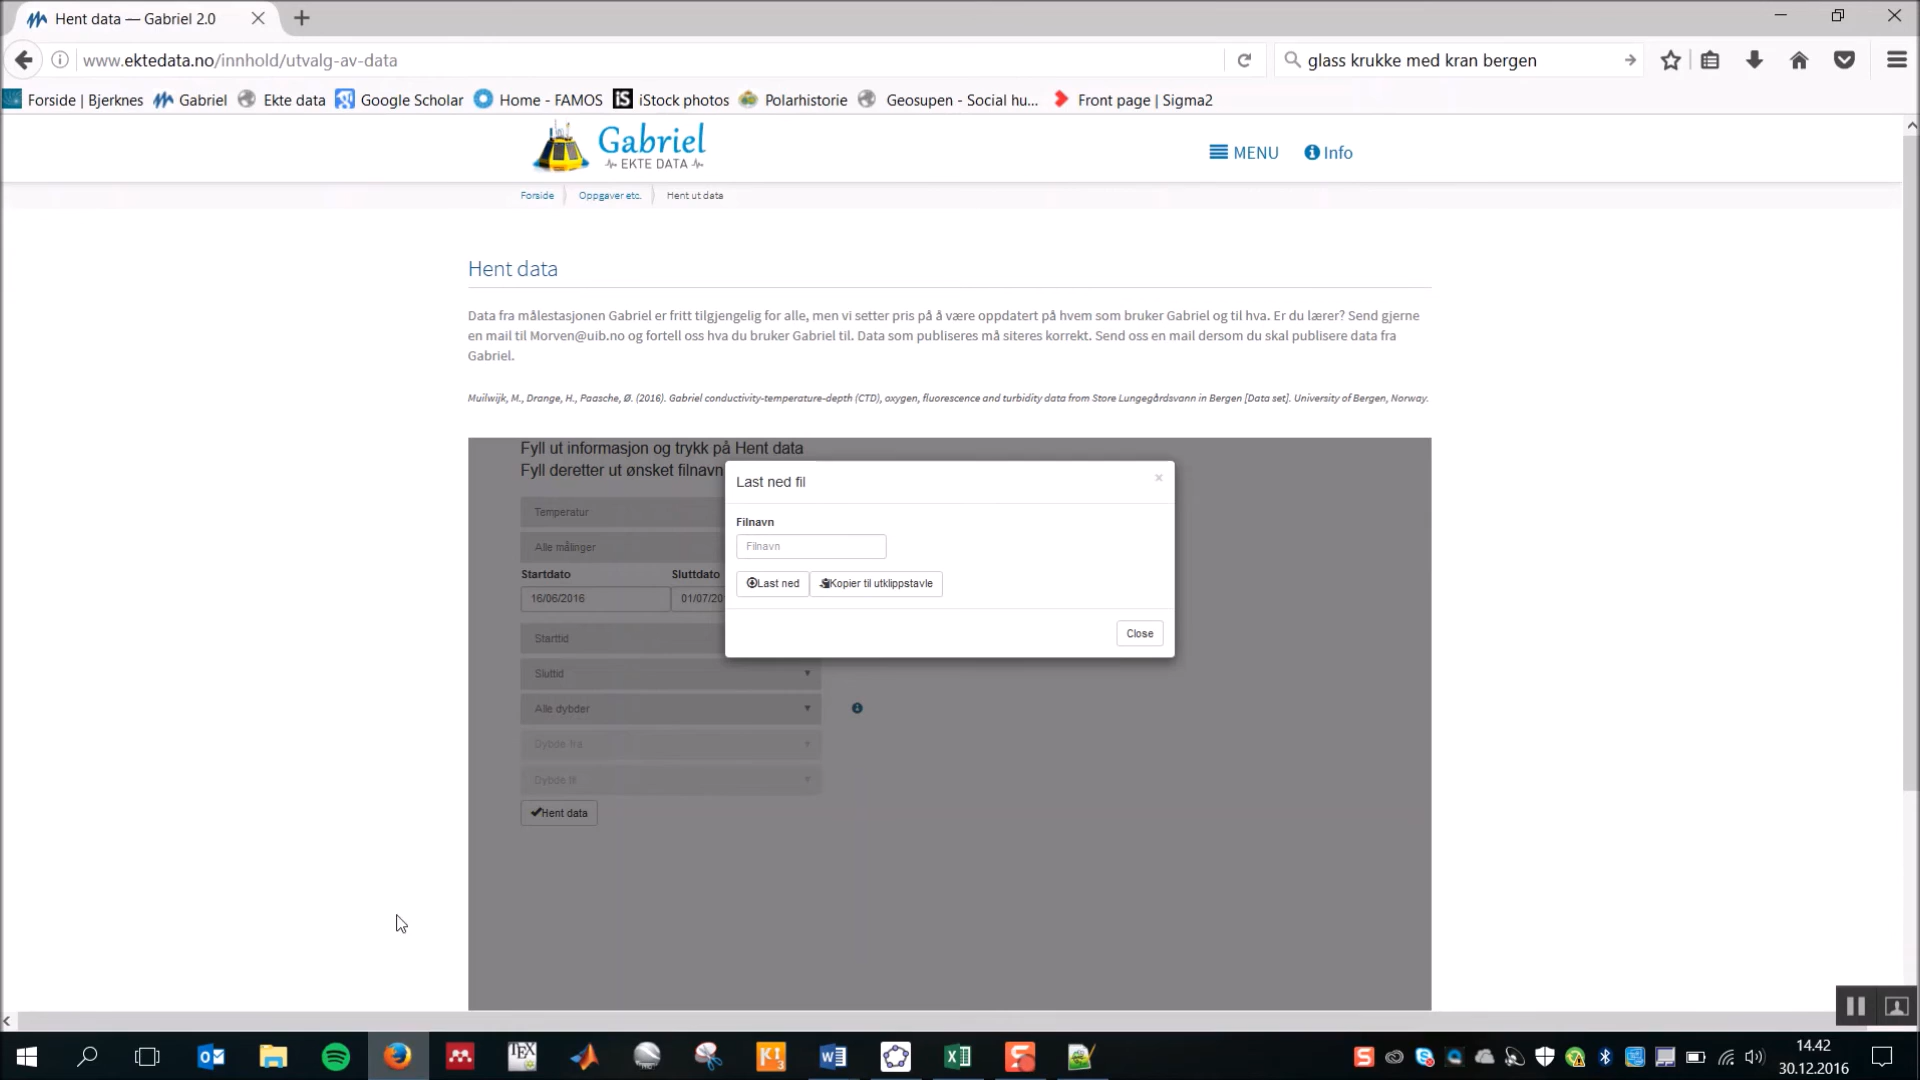 Hent data — Gabriel 2.0
www.ektedata.no/innhold/utvalg-av-data
glass krukke med kran bergen
Forside | Bjerknes
Gabriel
Ekte data
Google Scholar
Home - FAMOS
iS
iStock photos
Polarhistorie
Geosupen - Social hu...
Front page | Sigma2
Gabriel
EKTE DATA
MENU
Info
Forside
Oppgaver etc.
Hent ut data
Hent data
Data fra målestasjonen Gabriel er fritt tilgjengelig for alle, men vi setter pris på å være oppdatert på hvem som bruker Gabriel og til hva. Er du lærer? Send gjerne
en mail til Morven@uib.no og fortell oss hva du bruker Gabriel til. Data som publiseres må siteres korrekt. Send oss en mail dersom du skal publisere data fra
Gabriel.
Muilwijk, M., Drange, H., Paasche, Ø. (2016). Gabriel conductivity-temperature-depth (CTD), oxygen, fluorescence and turbidity data from Store Lungegårdsvann in Bergen [Data set]. University of Bergen, Norway.
Fyll ut informasjon og trykk på Hent data
Fyll deretter ut ønsket filnavn
Last ned fil
Filnavn
Filnavn
Last ned
Kopier til utklippstavle
Close
Temperatur
Alle målinger
Startdato
Sluttdato
16/06/2016
01/07/20
Starttid
Sluttid
Alle dybder
Dybde fra
Dybde til
Hent data
14.42
30.12.2016